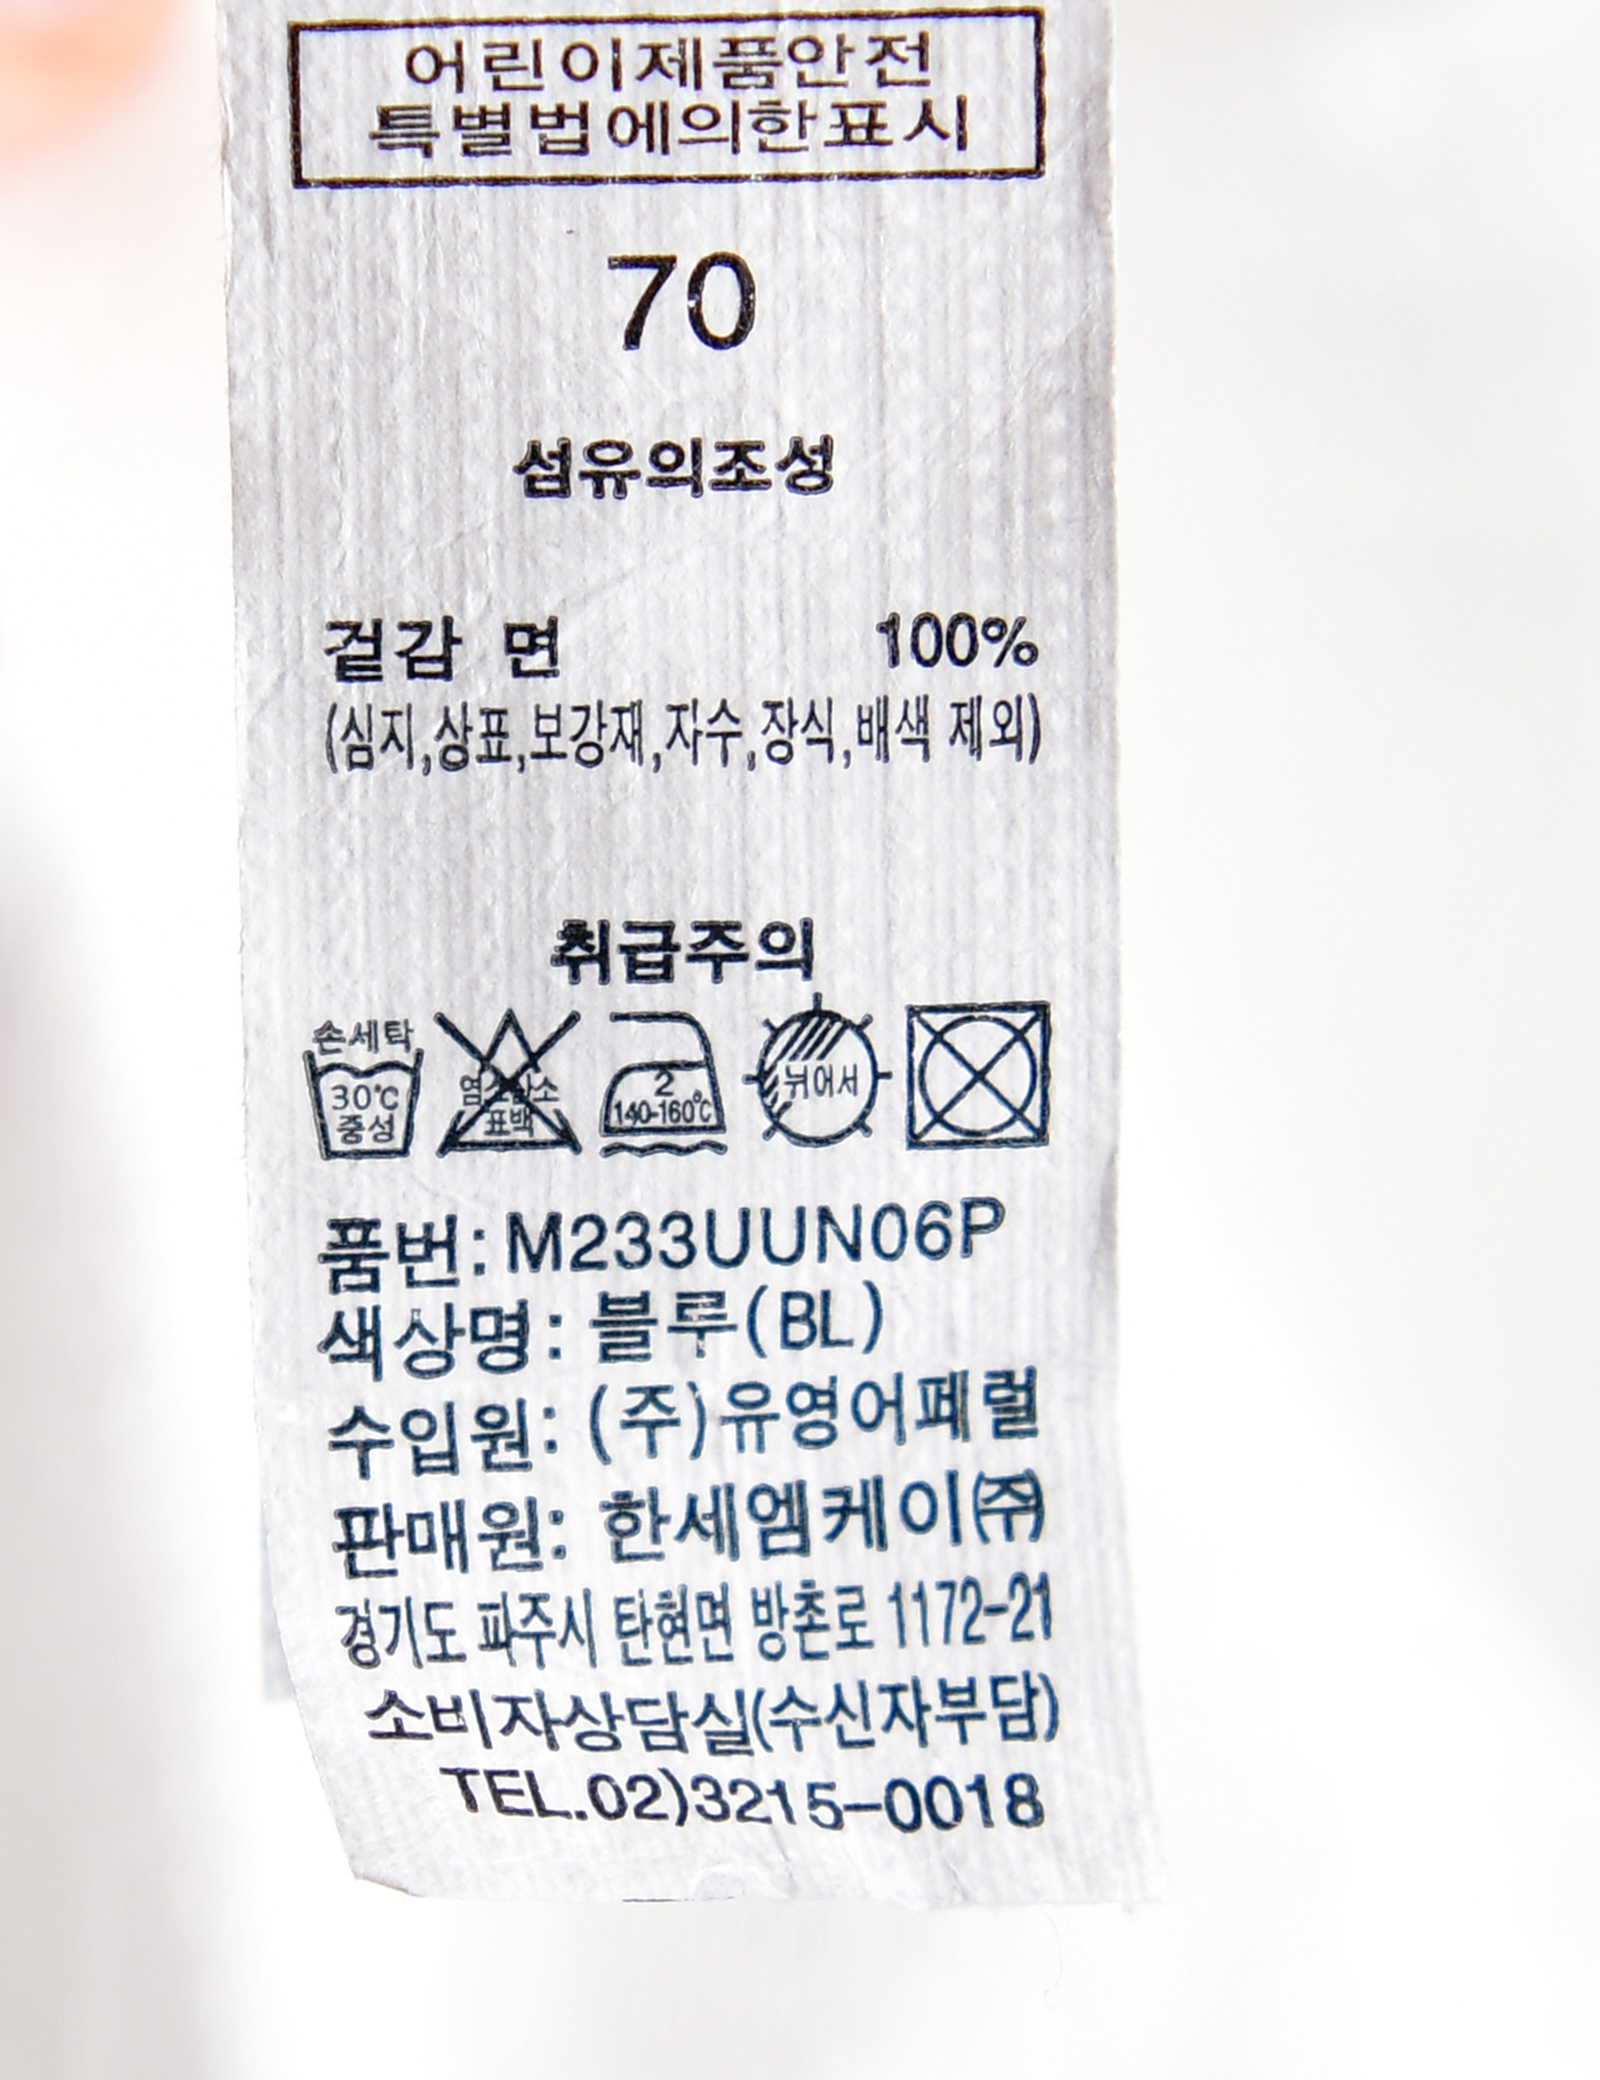 어린이제품안전
특별법에의한표시
70
섬유의조성
겉감 면 100%
(심지,상표,보강재,자수,장식,배색 제외)
취급주의
손세탁
30℃
중성
염소산소
표백
2
140-160℃
뉘어서
품번: M233UUN06P
색상명: 블루(BL)
수입원: (주)유영어페럴
판매원: 한세엠케이㈜
경기도 파주시 탄현면 방촌로 1172-21
소비자상담실(수신자부담)
TEL.02)3215-0018